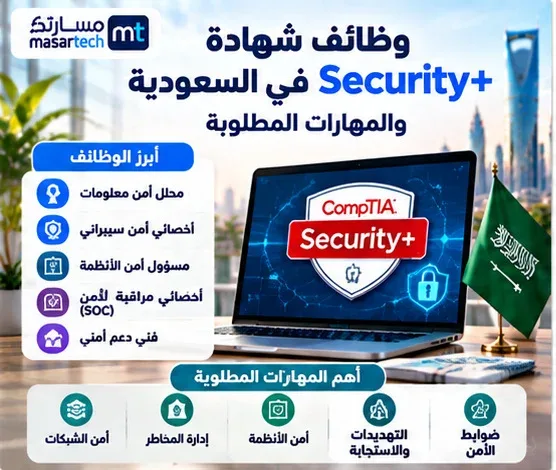 مسارتك
masartech
mt
وظائف شهادة
Security+ في السعودية
والمهارات المطلوبة
أبرز الوظائف
محلل أمن معلومات
أخصائي أمن سيبراني
مسؤول أمن الأنظمة
أخصائي مراقبة للأمن
(SOC)
فني دعم أمني
CompTIA.
Security+
أهم المهارات المطلوبة
ضوابط
الأمن
التهديدات
والاستجابة
أمن الأنظمة
إدارة المخاطر
أمن الشبكات